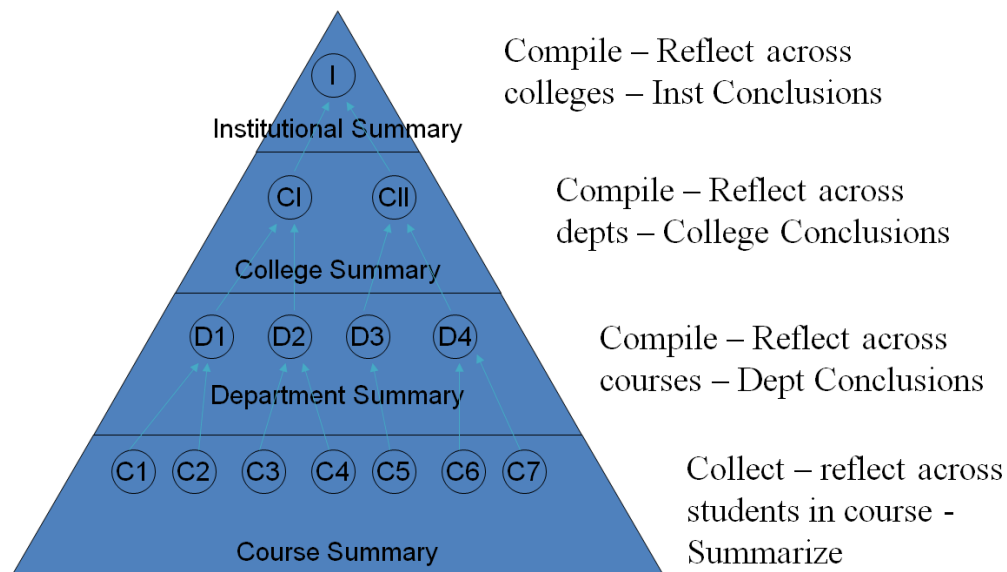 I
Institutional Summary
Compile – Reflect across
colleges – Inst Conclusions
CI CII
College Summary
Compile – Reflect across
depts – College Conclusions
D1 D2 D3 D4
Department Summary
Compile – Reflect across
courses – Dept Conclusions
C1 C2 C3 C4 C5 C6 C7
Course Summary
Collect – reflect across
students in course -
Summarize